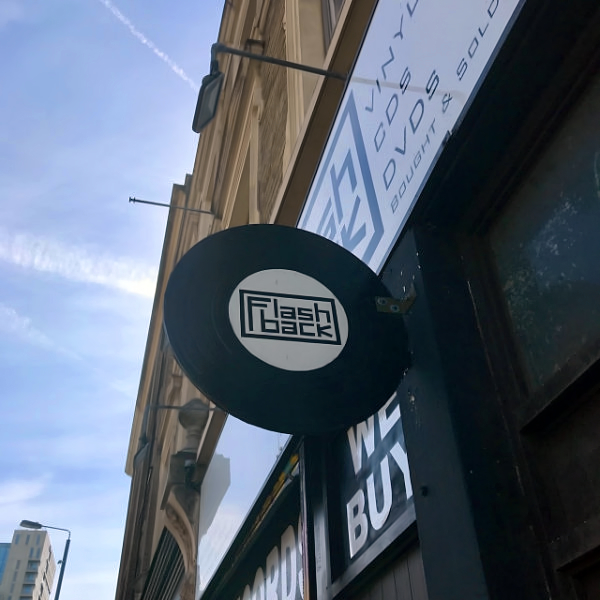 VINYL
CDS
DVDS
BOUGHT & SOLD
Flash
back
WE
BUY